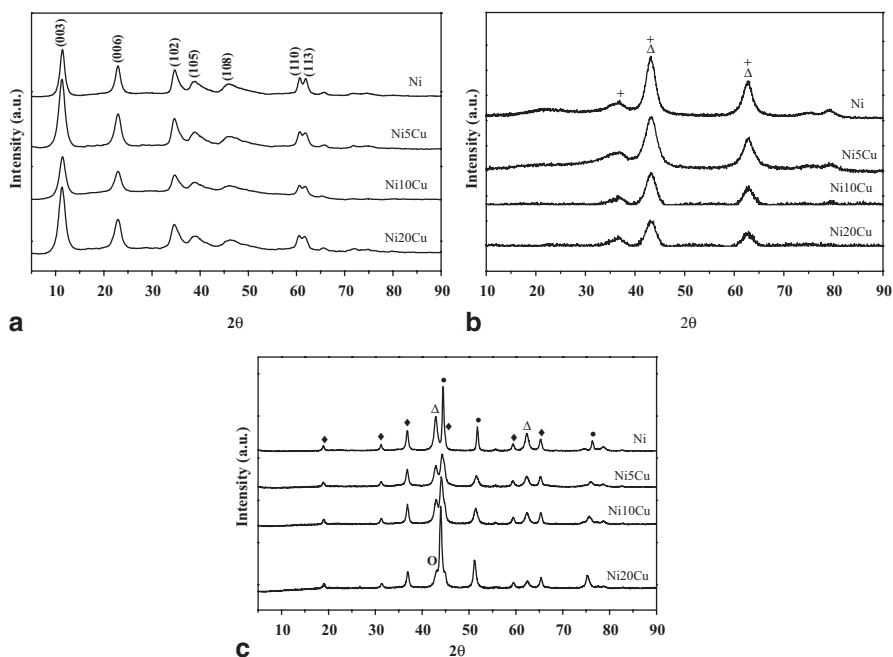 (003)
(006)
(102)
(105)
(108)
(110)
(113)
Ni
Ni5Cu
Ni10Cu
Ni20Cu
Intensity (a.u.)
10 20 30 40 50 60 70 80 90
a
2θ
+
Δ
+
Δ
+
Ni
Ni5Cu
Ni10Cu
Ni20Cu
Intensity (a.u.)
10 20 30 40 50 60 70 80 90
b
2θ
Δ
Δ
Ni
Ni5Cu
Ni10Cu
O
Ni20Cu
Intensity (a.u.)
10 20 30 40 50 60 70 80 90
c
2θ